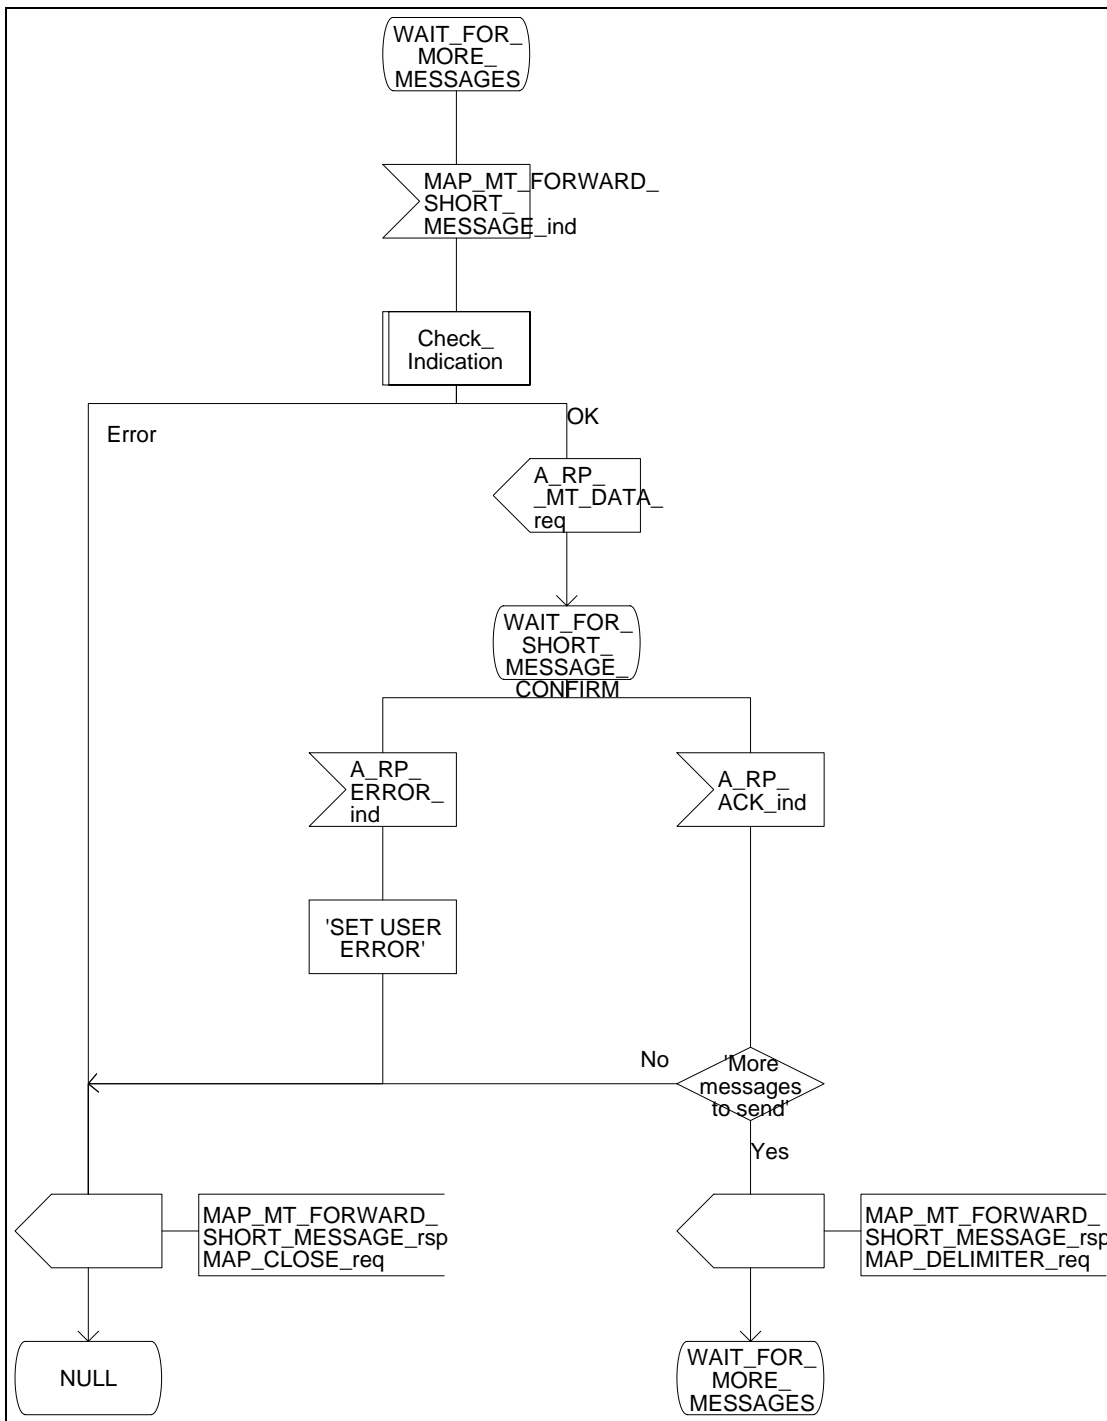 WAIT_FOR_
MORE_
MESSAGES
MAP_MT_FORWARD_
SHORT_
MESSAGE_ind
Check_
Indication
Error
OK
A_RP_
_MT_DATA_
req
WAIT_FOR_
SHORT_
MESSAGE_
CONFIRM
A_RP_
ERROR_
ind
A_RP_
ACK_ind
'SET USER
ERROR'
No
'More
messages
to send'
Yes
MAP_MT_FORWARD_
SHORT_MESSAGE_rsp
MAP_CLOSE_req
MAP_MT_FORWARD_
SHORT_MESSAGE_rsp
MAP_DELIMITER_req
NULL
WAIT_FOR_
MORE_
MESSAGES